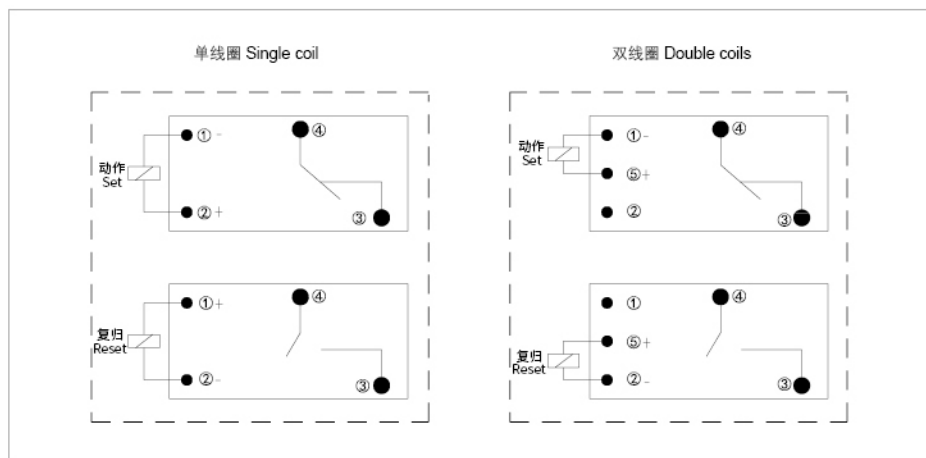 单线圈 Single coil
双线圈 Double coils
动作
Set
①-
②+
④
③
动作
Set
①-
⑤+
②
④
③
复归
Reset
①+
②-
④
③
复归
Reset
①
⑤+
②-
④
③